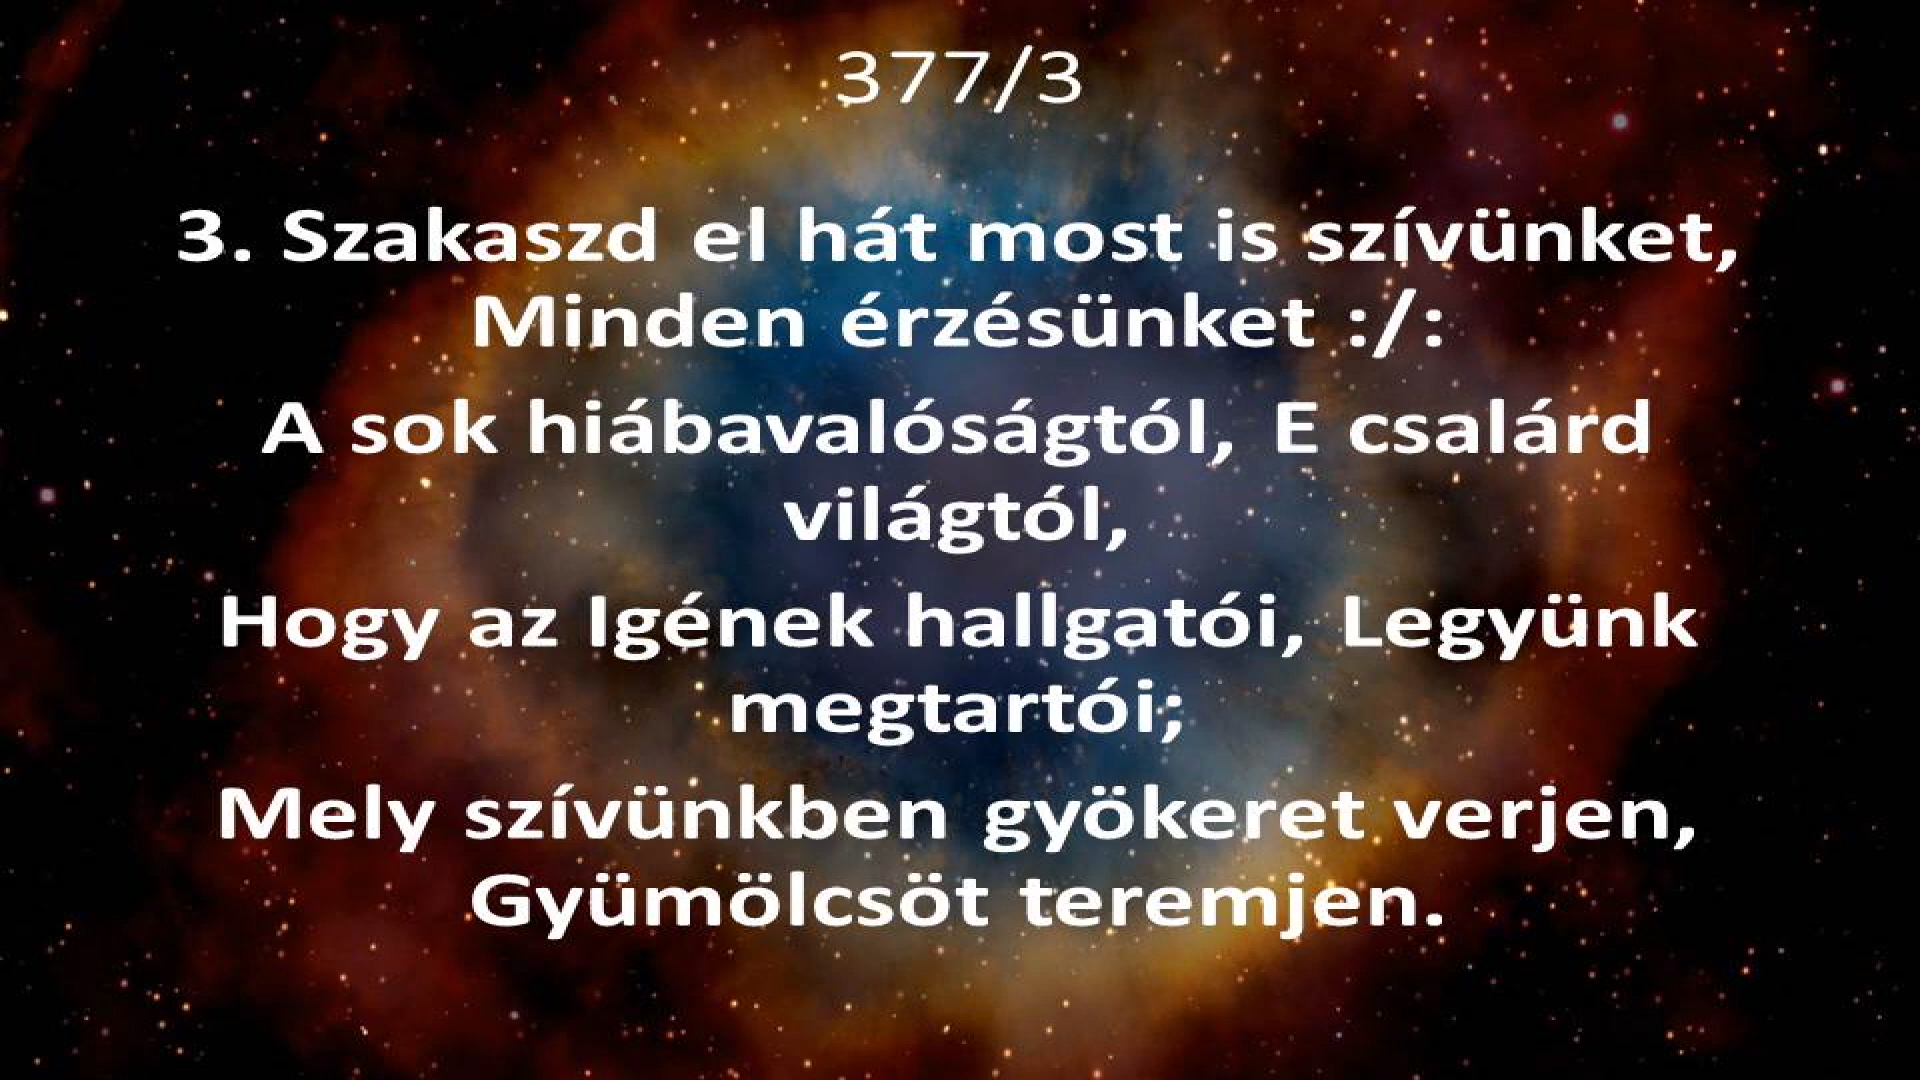 377/3
3. Szakaszd el hát most is szívünket,
Minden érzésünket :/:
A sok hiábavalóságtól, E csalárd
világtól,
Hogy az Igének hallgatói, Legyünk
megtartói;
Mely szívünkben gyökeret verjen,
Gyümölcsöt teremjen.